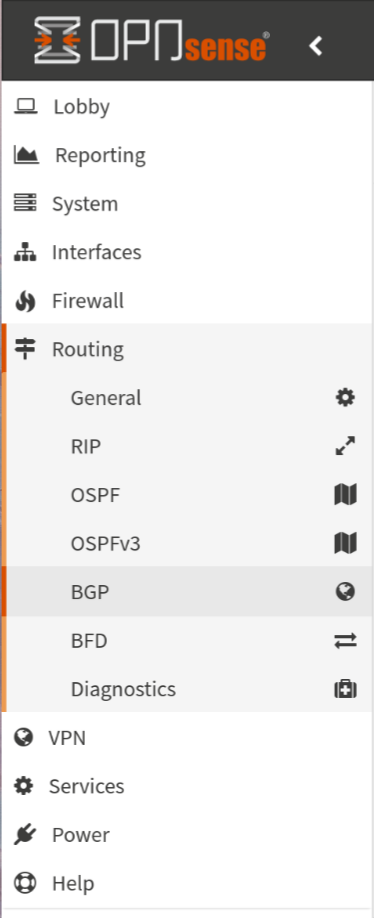 OPNsense®
Lobby
Reporting
System
Interfaces
Firewall
Routing
General
RIP
OSPF
OSPFv3
BGP
BFD
Diagnostics
VPN
Services
Power
Help